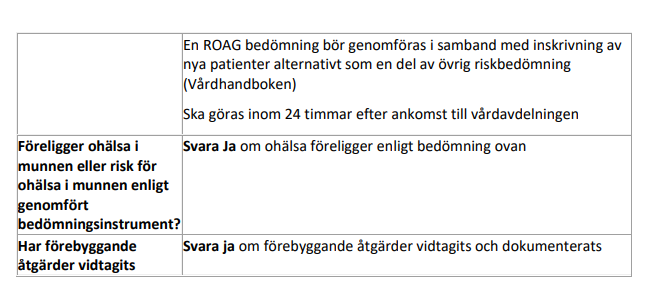 En ROAG bedömning bör genomföras i samband med inskrivning av
nya patienter alternativt som en del av övrig riskbedömning
(Vårdhandboken)
Ska göras inom 24 timmar efter ankomst till vårdavdelningen
Föreligger ohälsa i
munnen eller risk för
ohälsa i munnen enligt
genomfört
bedömningsinstrument?
Svara Ja om ohälsa föreligger enligt bedömning ovan
Har förebyggande
åtgärder vidtagits
Svara ja om förebyggande åtgärder vidtagits och dokumenterats